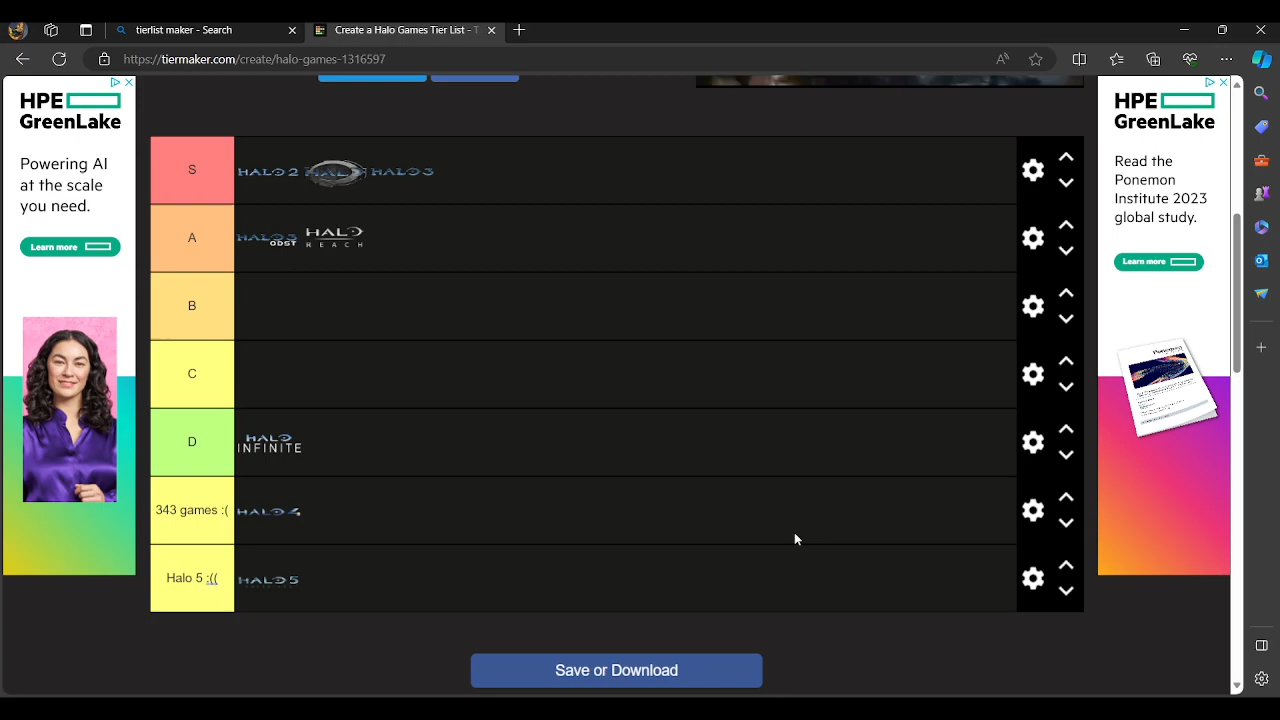 tierlist maker - Search
Create a Halo Games Tier List - T
https://tiermaker.com/create/halo-games-1316597
HPE
GreenLake
Powering AI
at the scale
you need.
Learn more
S
HALO 2 HALO HALO 3
A
HALO 3
ODST
HALO
REACH
B
C
D
HALO
INFINITE
343 games :(
HALO 4
Halo 5 :((
HALO 5
Save or Download
HPE
GreenLake
Read the
Ponemon
Institute 2023
global study.
Learn more